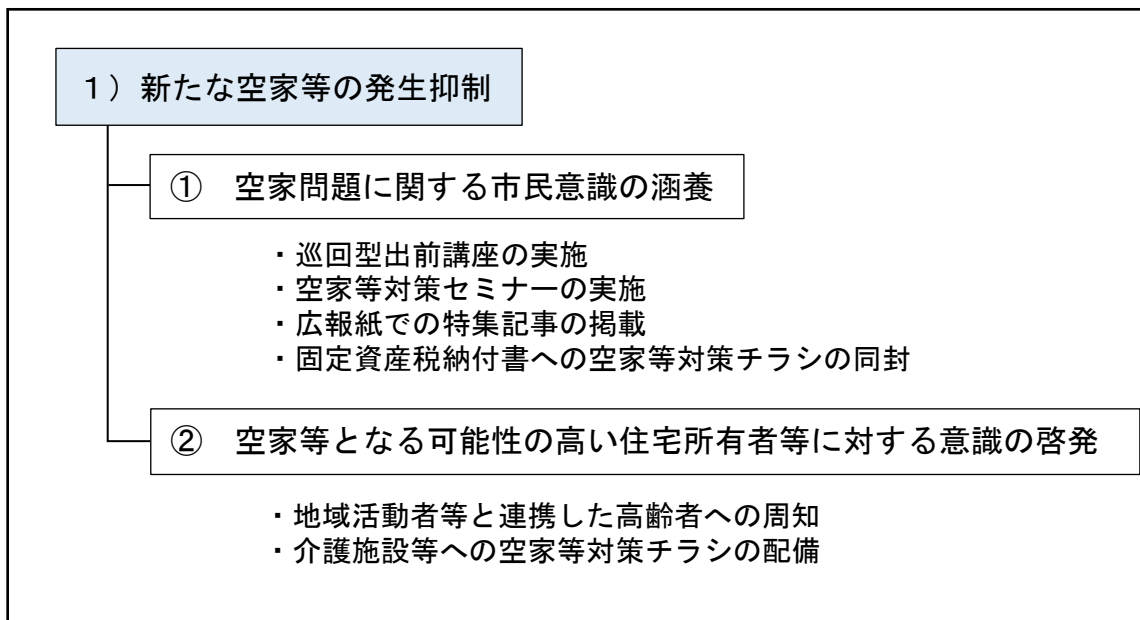 １）新たな空家等の発生抑制
①　空家問題に関する市民意識の涵養
・巡回型出前講座の実施
・空家等対策セミナーの実施
・広報紙での特集記事の掲載
・固定資産税納付書への空家等対策チラシの同封
②　空家等となる可能性の高い住宅所有者等に対する意識の啓発
・地域活動者等と連携した高齢者への周知
・介護施設等への空家等対策チラシの配備